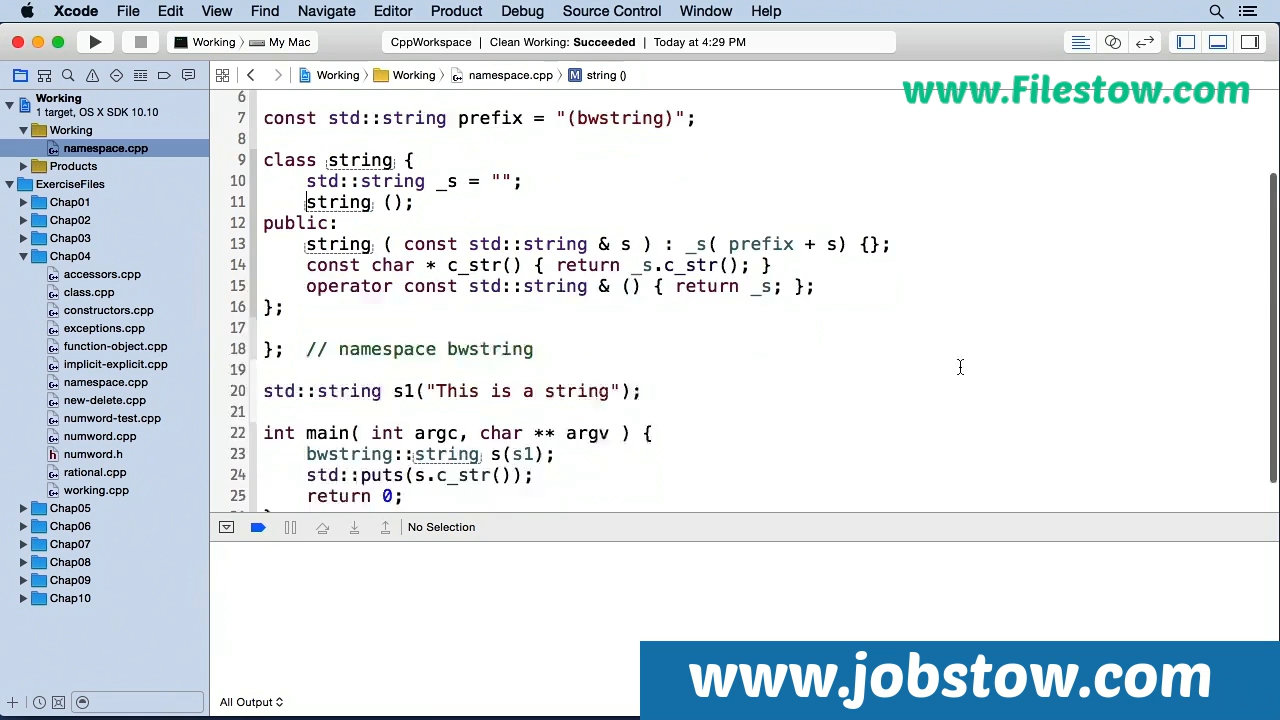 Xcode File Edit View Find Navigate Editor Product Debug Source Control Window Help
Working My Mac CppWorkspace Clean Working: Succeeded Today at 4:29 PM
Working Working namespace.cpp M string ()
www.Filestow.com
Working
1 target, OS X SDK 10.10
Working
namespace.cpp
Products
ExerciseFiles
Chap01
Chap02
Chap03
Chap04
accessors.cpp
class.cpp
constructors.cpp
exceptions.cpp
function-object.cpp
implicit-explicit.cpp
namespace.cpp
new-delete.cpp
numword-test.cpp
numword.cpp
numword.h
rational.cpp
working.cpp
Chap05
Chap06
Chap07
Chap08
Chap09
Chap10
6
7 const std::string prefix = "(bwstring)";
8
9 class string {
10 std::string _s = "";
11 string ();
12 public:
13 string ( const std::string & s ) : _s( prefix + s) {};
14 const char * c_str() { return _s.c_str(); }
15 operator const std::string & () { return _s; };
16 };
17
18 }; // namespace bwstring
19
20 std::string s1("This is a string");
21
22 int main( int argc, char ** argv ) {
23 bwstring::string s(s1);
24 std::puts(s.c_str());
25 return 0;
No Selection
All Output
www.jobstow.com